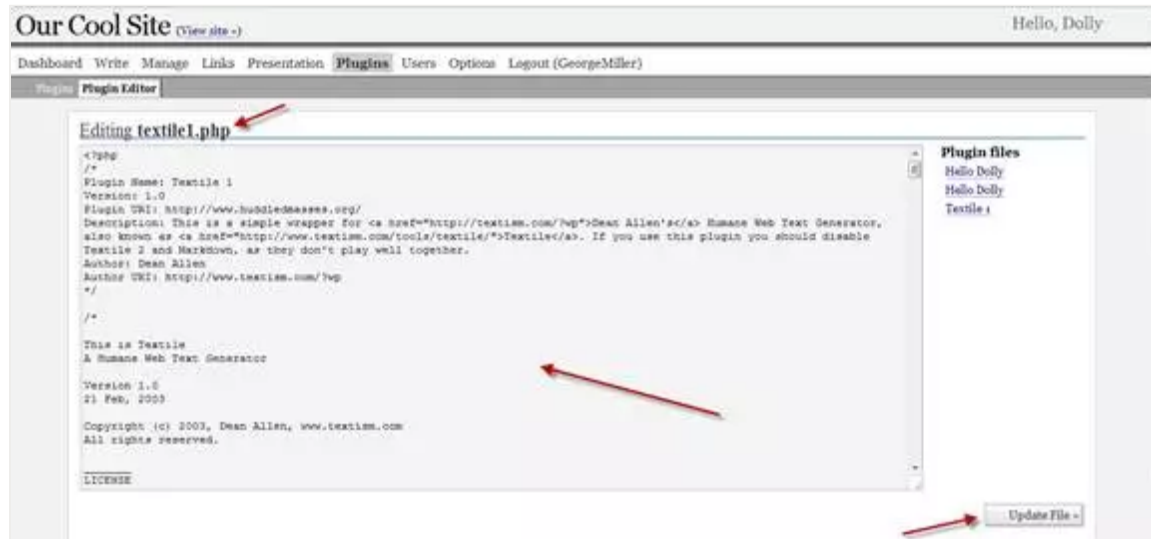 Our Cool Site (View site »)
Hello, Dolly
Dashboard Write Manage Links Presentation Plugins Users Options Logout (GeorgeMiller)
Plugins Plugin Editor
Editing textile1.php
<?php
/*
Plugin Name: Textile 1
Version: 1.0
Plugin URI: http://www.huddledmasses.org/
Description: This is a simple wrapper for <a href="http://textism.com/?wp">Dean Allen's</a> Humane Web Text Generator,
also known as <a href="http://www.textism.com/tools/textile/">Textile</a>. If you use this plugin you should disable
Textile 2 and Markdown, as they don't play well together.
Author: Dean Allen
Author URI: http://www.textism.com/?wp
*/
/*
This is Textile
A Humane Web Text Generator
Version 1.0
21 Feb, 2003
Copyright (c) 2003, Dean Allen, www.textism.com
All rights reserved.
_______
LICENSE
Plugin files
Hello Dolly
Hello Dolly
Textile 1
Update File »